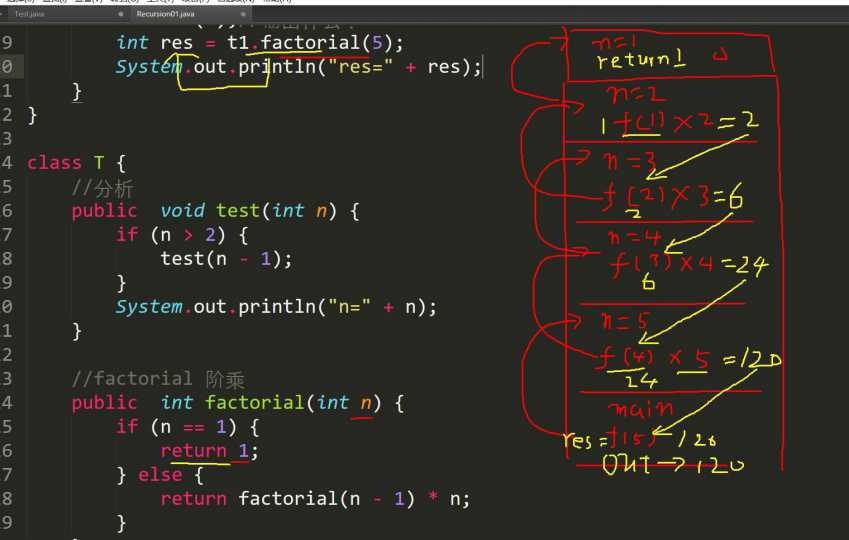 Test.java
Recursion01.java
9 int res = t1.factorial(5);
0 System.out.println("res=" + res);
1 }
2 }
3
4 class T {
5 //分析
6 public  void test(int n) {
7 if (n > 2) {
8 test(n - 1);
9 }
0 System.out.println("n=" + n);
1 }
2
3 //factorial 阶乘
4 public  int factorial(int n) {
5 if (n == 1) {
6 return 1;
7 } else {
8 return factorial(n - 1) * n;
9 }
n=1
return 1
n=2
1 f(1) × 2 = 2
n=3
f(2) × 3 = 6
2
n=4
f(3) × 4 = 24
6
n=5
f(4) × 5 = 120
24
main
res = f(5) - 120
out → 120